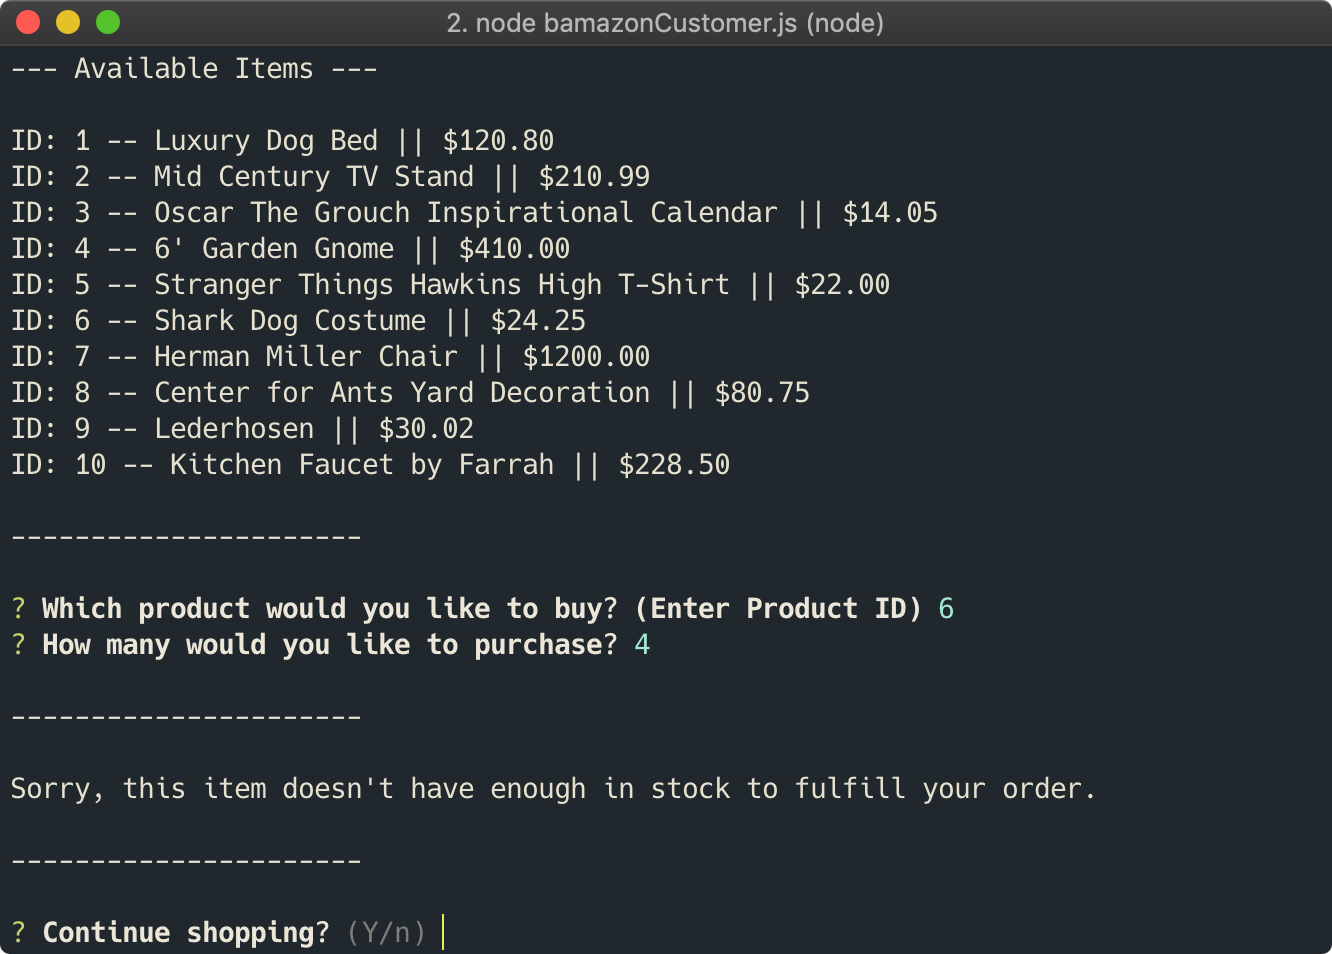 2. node bamazonCustomer.js (node)
--- Available Items ---
ID: 1 -- Luxury Dog Bed || $120.80
ID: 2 -- Mid Century TV Stand || $210.99
ID: 3 -- Oscar The Grouch Inspirational Calendar || $14.05
ID: 4 -- 6' Garden Gnome || $410.00
ID: 5 -- Stranger Things Hawkins High T-Shirt || $22.00
ID: 6 -- Shark Dog Costume || $24.25
ID: 7 -- Herman Miller Chair || $1200.00
ID: 8 -- Center for Ants Yard Decoration || $80.75
ID: 9 -- Lederhosen || $30.02
ID: 10 -- Kitchen Faucet by Farrah || $228.50
----------------------
? Which product would you like to buy? (Enter Product ID) 6
? How many would you like to purchase? 4
----------------------
Sorry, this item doesn't have enough in stock to fulfill your order.
----------------------
? Continue shopping? (Y/n)